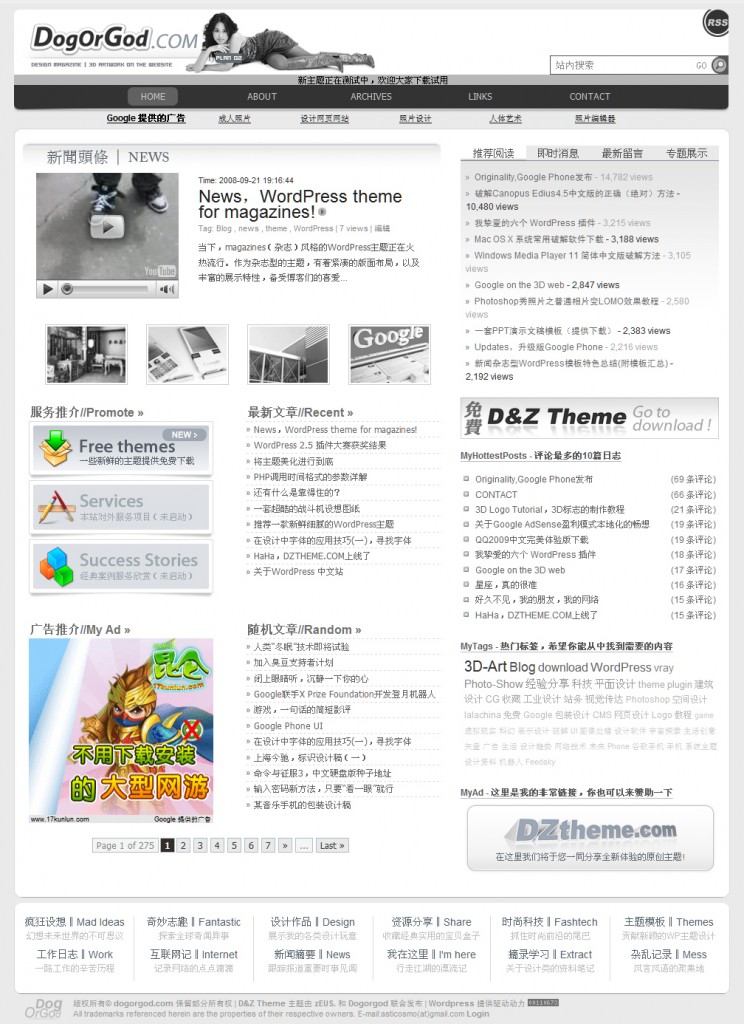 DogOrGod.COM
DESIGN MAGAZINE | 3D ARTWORK ON THE WEBSITE
PLAN 02
RSS
站内搜索
GO
新主题正在测试中，欢迎大家下载试用
HOME
ABOUT
ARCHIVES
LINKS
CONTACT
Google 提供的广告
成人照片
设计网页网站
照片设计
人体艺术
照片编辑器
新聞頭條 | NEWS
YouTube
Time: 2008-09-21 19:16:44
News，WordPress theme
for magazines!
Tag: Blog , news , theme , WordPress | 7 views | 编辑
当下，magazines（杂志）风格的WordPress主题正在火
热流行。作为杂志型的主题，有着紧凑的版面布局，以及
丰富的展示特性，备受博客们的喜爱...
Google
服务推介//Promote »
NEW >
Free themes
一些新鲜的主题提供免费下载
Services
本站对外服务项目（未启动）
Success Stories
经典案例服务欣赏（未启动）
最新文章//Recent »
» News，WordPress theme for magazines!
» WordPress 2.5 插件大赛获奖结果
» 将主题美化进行到底
» PHP调用时间格式的参数详解
» 还有什么是靠得住的？
» 一套超酷的战斗机设想图纸
» 推荐一款新鲜细腻的WordPress主题
» 在设计中字体的应用技巧(一)，寻找字体
» HaHa，DZTHEME.COM上线了
» 关于WordPress 中文站
广告推介//My Ad »
昆仑
www.17kunlun.com
不用下载安装
的 大型网游
www.17kunlun.com
Google 提供的广告
随机文章//Random »
» 人类"冬眠"技术即将试验
» 加入臭豆支持者计划
» 闭上眼睛听，沉静一下你的心
» Google联手X Prize Foundation开发登月机器人
» 游戏，一句话的简短影评
» Google Phone UI
» 在设计中字体的应用技巧(一)，寻找字体
» 上海今弛，标识设计稿（一）
» 命令与征服3，中文硬盘版种子地址
» 输入密码新方法，只要"看一眼"就行
» 某音乐手机的包装设计稿
Page 1 of 275 1 2 3 4 5 6 7 » ... Last »
推荐阅读
即时消息
最新留言
专题展示
» Originality,Google Phone发布 - 14,782 views
» 破解Canopus Edius4.5中文版的正确（绝对）方法 -
10,480 views
» 我挚爱的六个 WordPress 插件 - 3,215 views
» Mac OS X 系统常用破解软件下载 - 3,188 views
» Windows Media Player 11 简体中文版破解方法 - 3,105
views
» Google on the 3D web - 2,847 views
» Photoshop秀照片之普通相片变LOMO效果教程 - 2,580
views
» 一套PPT演示文稿模板（提供下载） - 2,383 views
» Updates，升级版Google Phone - 2,216 views
» 新闻杂志型WordPress模板特色总结(附模板汇总) -
2,192 views
免費 D&Z Theme Go to download !
MyHottestPosts - 评论最多的10篇日志
Originality,Google Phone发布 (69 条评论)
CONTACT (66 条评论)
3D Logo Tutorial，3D标志的制作教程 (21 条评论)
关于Google AdSense盈利模式本地化的畅想 (19 条评论)
QQ2009中文完美体验版下载 (19 条评论)
我挚爱的六个 WordPress 插件 (18 条评论)
Google on the 3D web (17 条评论)
星座，真的很难 (16 条评论)
好久不见，我的朋友，我的网络 (15 条评论)
HaHa，DZTHEME.COM上线了 (15 条评论)
MyTags - 热门标签，希望你能从中找到需要的内容
3D-Art Blog download WordPress vray
Photo-Show 经验分享 科技 平面设计 theme plugin 建筑
设计 CG 收藏 工业设计 站务 视觉传达 Photoshop 空间设计
lalachina 免费 Google 包装设计 CMS 网页设计 Logo 教程 game
MyAd - 这里是我的非常链接，你也可以来赞助一下
DZtheme.com
在这里我们将于您一同分享全新体验的原创主题!
疯狂设想 || Mad Ideas
奇妙志趣 || Fantastic
设计作品 || Design
资源分享 || Share
时尚科技 || Fashtech
主题模板 || Themes
幻想未来世界的不可思议
探索全球奇闻异事
展示我的各类设计玩意
收藏经典实用的宝贝盒子
抓住时尚前沿的尾巴
贡献新颖的WP主题设计
工作日志 || Work
互联网记 || Internet
新闻摘要 || News
我在这里 || I'm here
摘录学习 || Extract
杂乱记录 || Mess
一路工作的辛苦历程
记录网络的点点滴滴
跟踪报道重要时事见闻
行走江湖的漂流记
关于设计类的资料笔记
风言风语的聚集地
Dog OrGod
版权所有© dogorgod.com 保留部分所有权 | D&Z Theme 主题由 zEUS. 和 Dogorgod 联合发布 | Wordpress 提供驱动动力
All trademarks referenced herein are the properties of their respective owners. E-mail:asticosmo(at)gmail.com Login